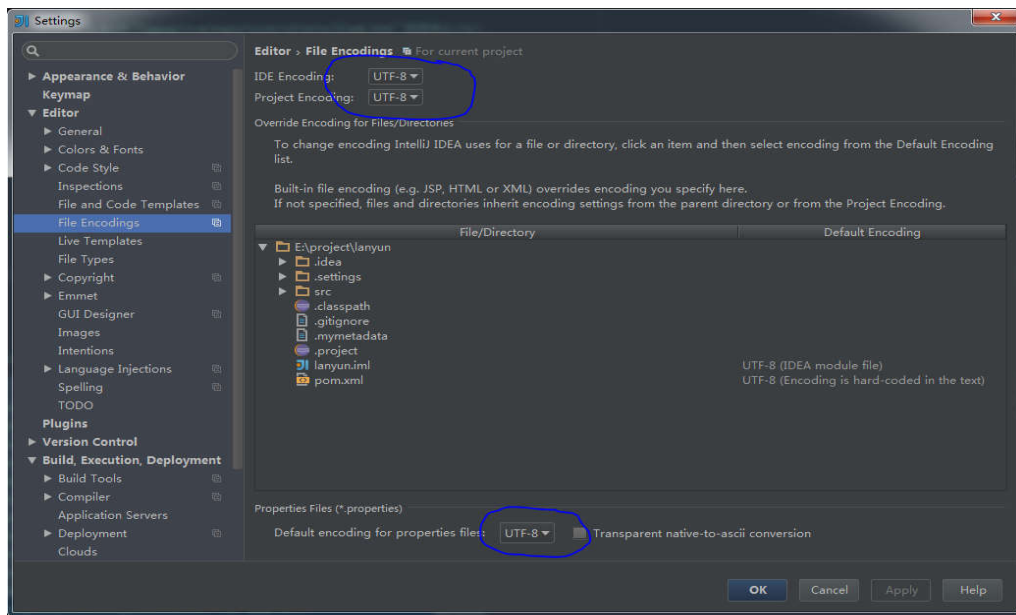 Settings
Editor › File Encodings For current project
IDE Encoding: UTF-8
Project Encoding: UTF-8
Override Encoding for Files/Directories
To change encoding IntelliJ IDEA uses for a file or directory, click an item and then select encoding from the Default Encoding
list.
Built-in file encoding (e.g. JSP, HTML or XML) overrides encoding you specify here.
If not specified, files and directories inherit encoding settings from the parent directory or from the Project Encoding.
File/Directory Default Encoding
E:\project\lanyun
.idea
.settings
src
.classpath
.gitignore
.mymetadata
.project
lanyun.iml UTF-8 (IDEA module file)
pom.xml UTF-8 (Encoding is hard-coded in the text)
Properties Files (*.properties)
Default encoding for properties files: UTF-8 Transparent native-to-ascii conversion
Appearance & Behavior
Keymap
Editor
General
Colors & Fonts
Code Style
Inspections
File and Code Templates
File Encodings
Live Templates
File Types
Copyright
Emmet
GUI Designer
Images
Intentions
Language Injections
Spelling
TODO
Plugins
Version Control
Build, Execution, Deployment
Build Tools
Compiler
Application Servers
Deployment
Clouds
OK Cancel Apply Help